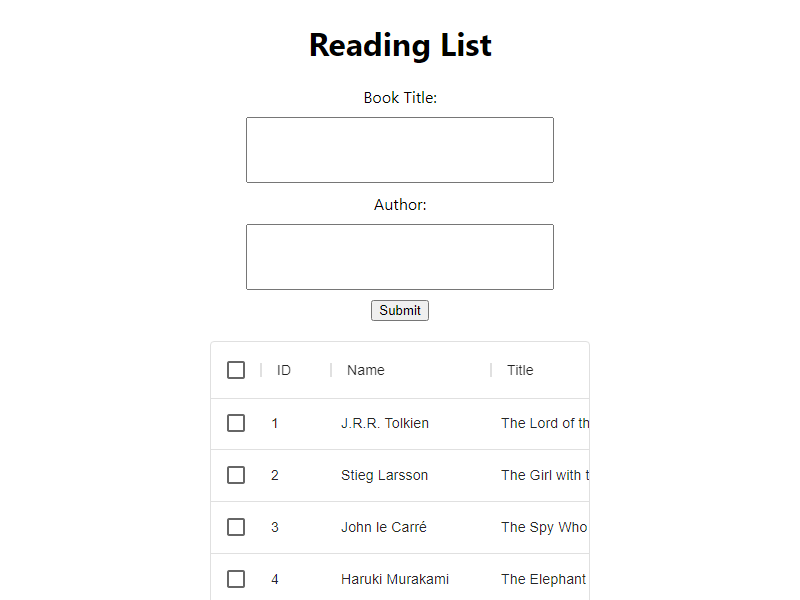 Reading List
Book Title:
Author:
Submit
ID Name Title
1 J.R.R. Tolkien The Lord of th
2 Stieg Larsson The Girl with t
3 John le Carré The Spy Who
4 Haruki Murakami The Elephant